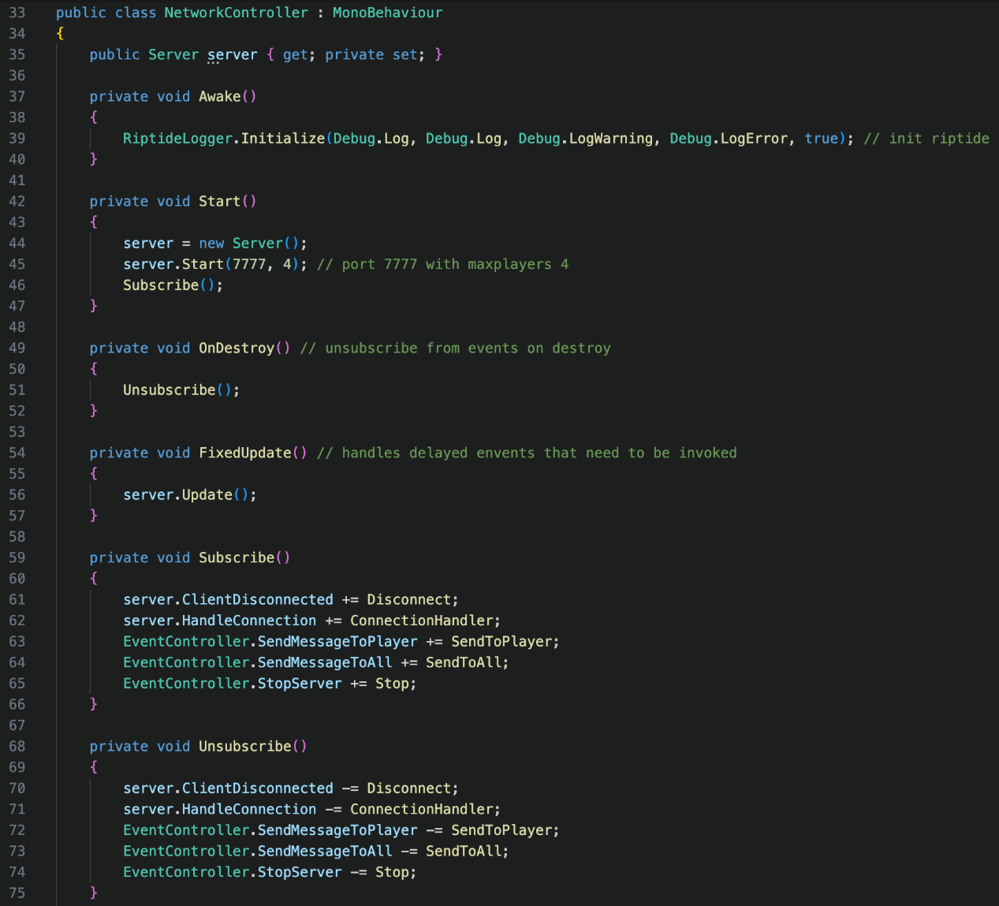 33 public class NetworkController : MonoBehaviour
34 {
35     public Server server { get; private set; }
36
37     private void Awake()
38     {
39         RiptideLogger.Initialize(Debug.Log, Debug.Log, Debug.LogWarning, Debug.LogError, true); // init riptide
40     }
41
42     private void Start()
43     {
44         server = new Server();
45         server.Start(7777, 4); // port 7777 with maxplayers 4
46         Subscribe();
47     }
48
49     private void OnDestroy() // unsubscribe from events on destroy
50     {
51         Unsubscribe();
52     }
53
54     private void FixedUpdate() // handles delayed envents that need to be invoked
55     {
56         server.Update();
57     }
58
59     private void Subscribe()
60     {
61         server.ClientDisconnected += Disconnect;
62         server.HandleConnection += ConnectionHandler;
63         EventController.SendMessageToPlayer += SendToPlayer;
64         EventController.SendMessageToAll += SendToAll;
65         EventController.StopServer += Stop;
66     }
67
68     private void Unsubscribe()
69     {
70         server.ClientDisconnected -= Disconnect;
71         server.HandleConnection -= ConnectionHandler;
72         EventController.SendMessageToPlayer -= SendToPlayer;
73         EventController.SendMessageToAll -= SendToAll;
74         EventController.StopServer -= Stop;
75     }